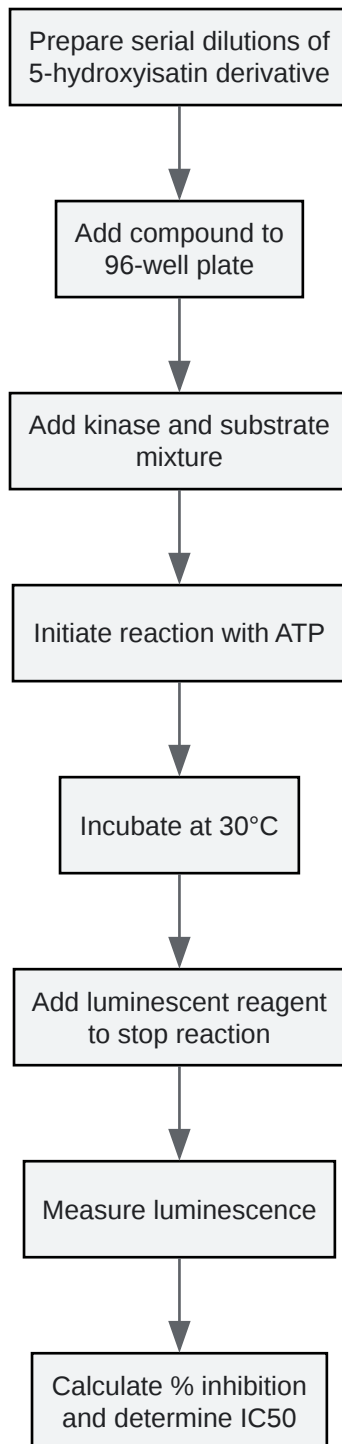 Prepare serial dilutions of
5-hydroxyisatin derivative
Add compound to
96-well plate
Add kinase and substrate
mixture
Initiate reaction with ATP
Incubate at 30°C
Add luminescent reagent
to stop reaction
Measure luminescence
Calculate % inhibition
and determine IC50